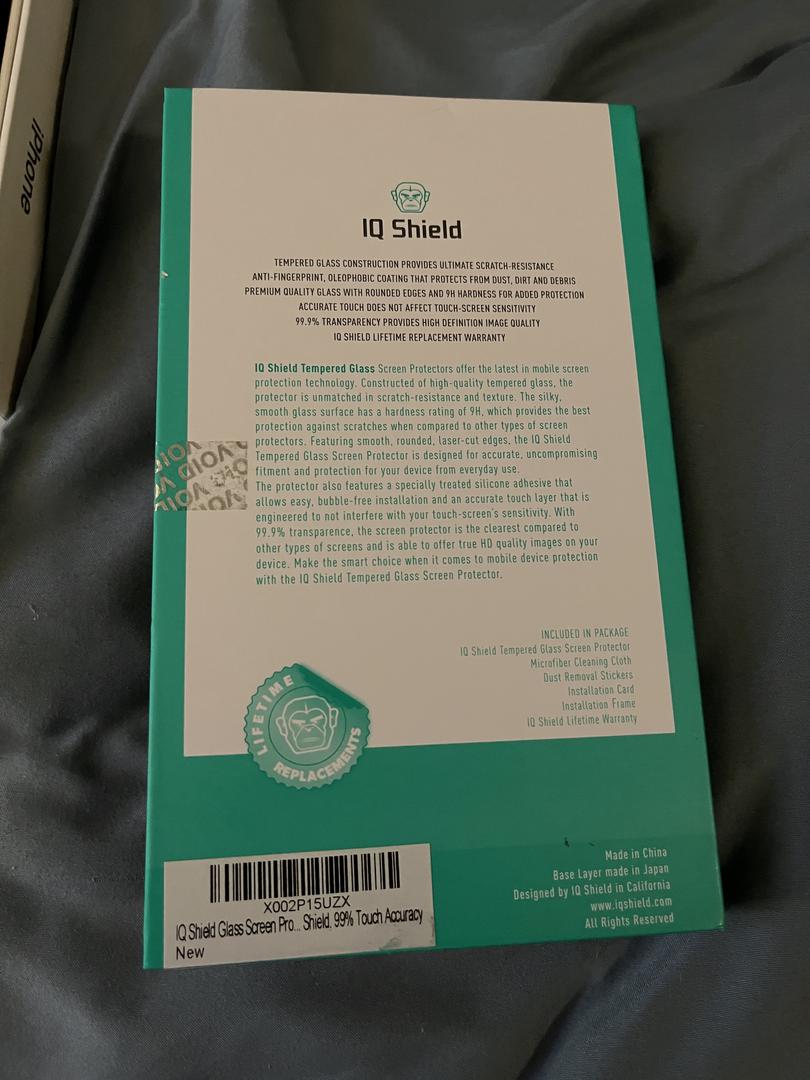 iPhone
IQ Shield
TEMPERED GLASS CONSTRUCTION PROVIDES ULTIMATE SCRATCH-RESISTANCE
ANTI-FINGERPRINT, OLEOPHOBIC COATING THAT PROTECTS FROM DUST, DIRT AND DEBRIS
PREMIUM QUALITY GLASS WITH ROUNDED EDGES AND 9H HARDNESS FOR ADDED PROTECTION
ACCURATE TOUCH DOES NOT AFFECT TOUCH-SCREEN SENSITIVITY
99.9% TRANSPARENCY PROVIDES HIGH DEFINITION IMAGE QUALITY
IQ SHIELD LIFETIME REPLACEMENT WARRANTY
IQ Shield Tempered Glass Screen Protectors offer the latest in mobile screen
protection technology. Constructed of high-quality tempered glass, the
protector is unmatched in scratch-resistance and texture. The silky,
smooth glass surface has a hardness rating of 9H, which provides the best
protection against scratches when compared to other types of screen
protectors. Featuring smooth, rounded, laser-cut edges, the IQ Shield
Tempered Glass Screen Protector is designed for accurate, uncompromising
fitment and protection for your device from everyday use.
The protector also features a specially treated silicone adhesive that
allows easy, bubble-free installation and an accurate touch layer that is
engineered to not interfere with your touch-screen's sensitivity. With
99.9% transparence, the screen protector is the clearest compared to
other types of screens and is able to offer true HD quality images on your
device. Make the smart choice when it comes to mobile device protection
with the IQ Shield Tempered Glass Screen Protector.
VOID VOID
VOID VOID
INCLUDED IN PACKAGE
IQ Shield Tempered Glass Screen Protector
Microfiber Cleaning Cloth
Dust Removal Stickers
Installation Card
Installation Frame
IQ Shield Lifetime Warranty
LIFETIME
REPLACEMENTS
X002P15UZX
IQ Shield Glass Screen Pro... Shield, 99% Touch Accuracy
New
Made in China
Base Layer made in Japan
Designed by IQ Shield in California
www.iqshield.com
All Rights Reserved